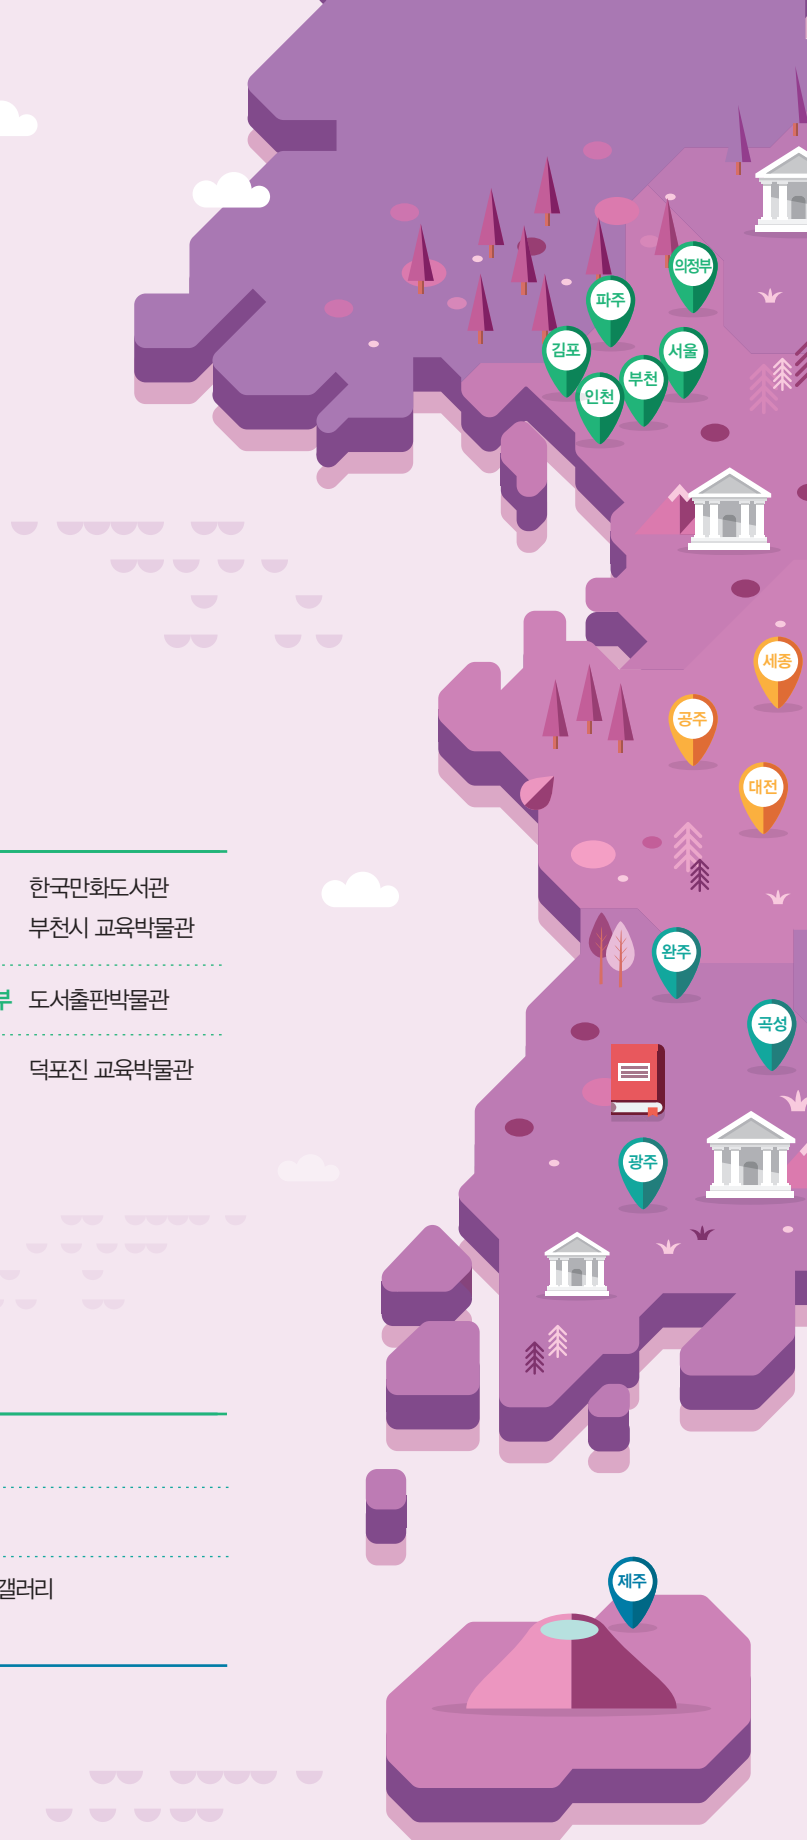 의정부
파주
김포
서울
부천
인천
세종
공주
대전
한국만화도서관
부천시 교육박물관
완주
부 도서출판박물관
곡성
덕포진 교육박물관
광주
제주
갤러리